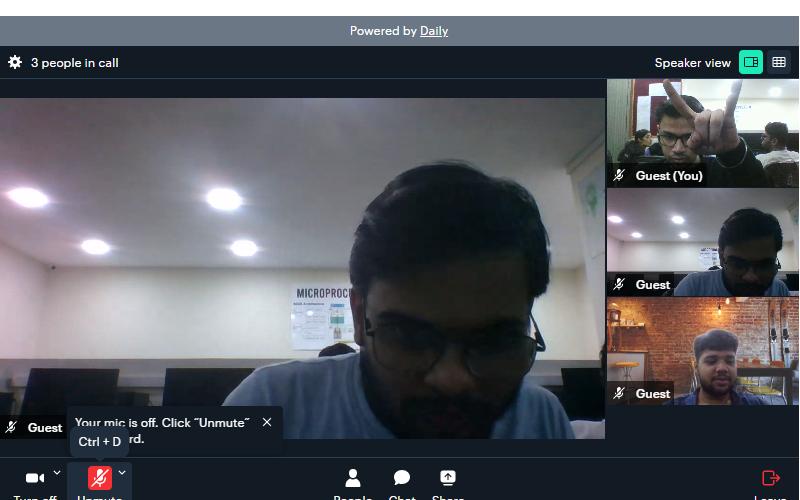 Powered by Daily
3 people in call
Speaker view
Guest (You)
Guest
Guest
MICROPROC
Guest
Your mic is off. Click "Unmute"
rd.
Ctrl + D
Turn off
Unmute
People
Chat
Share
Leave